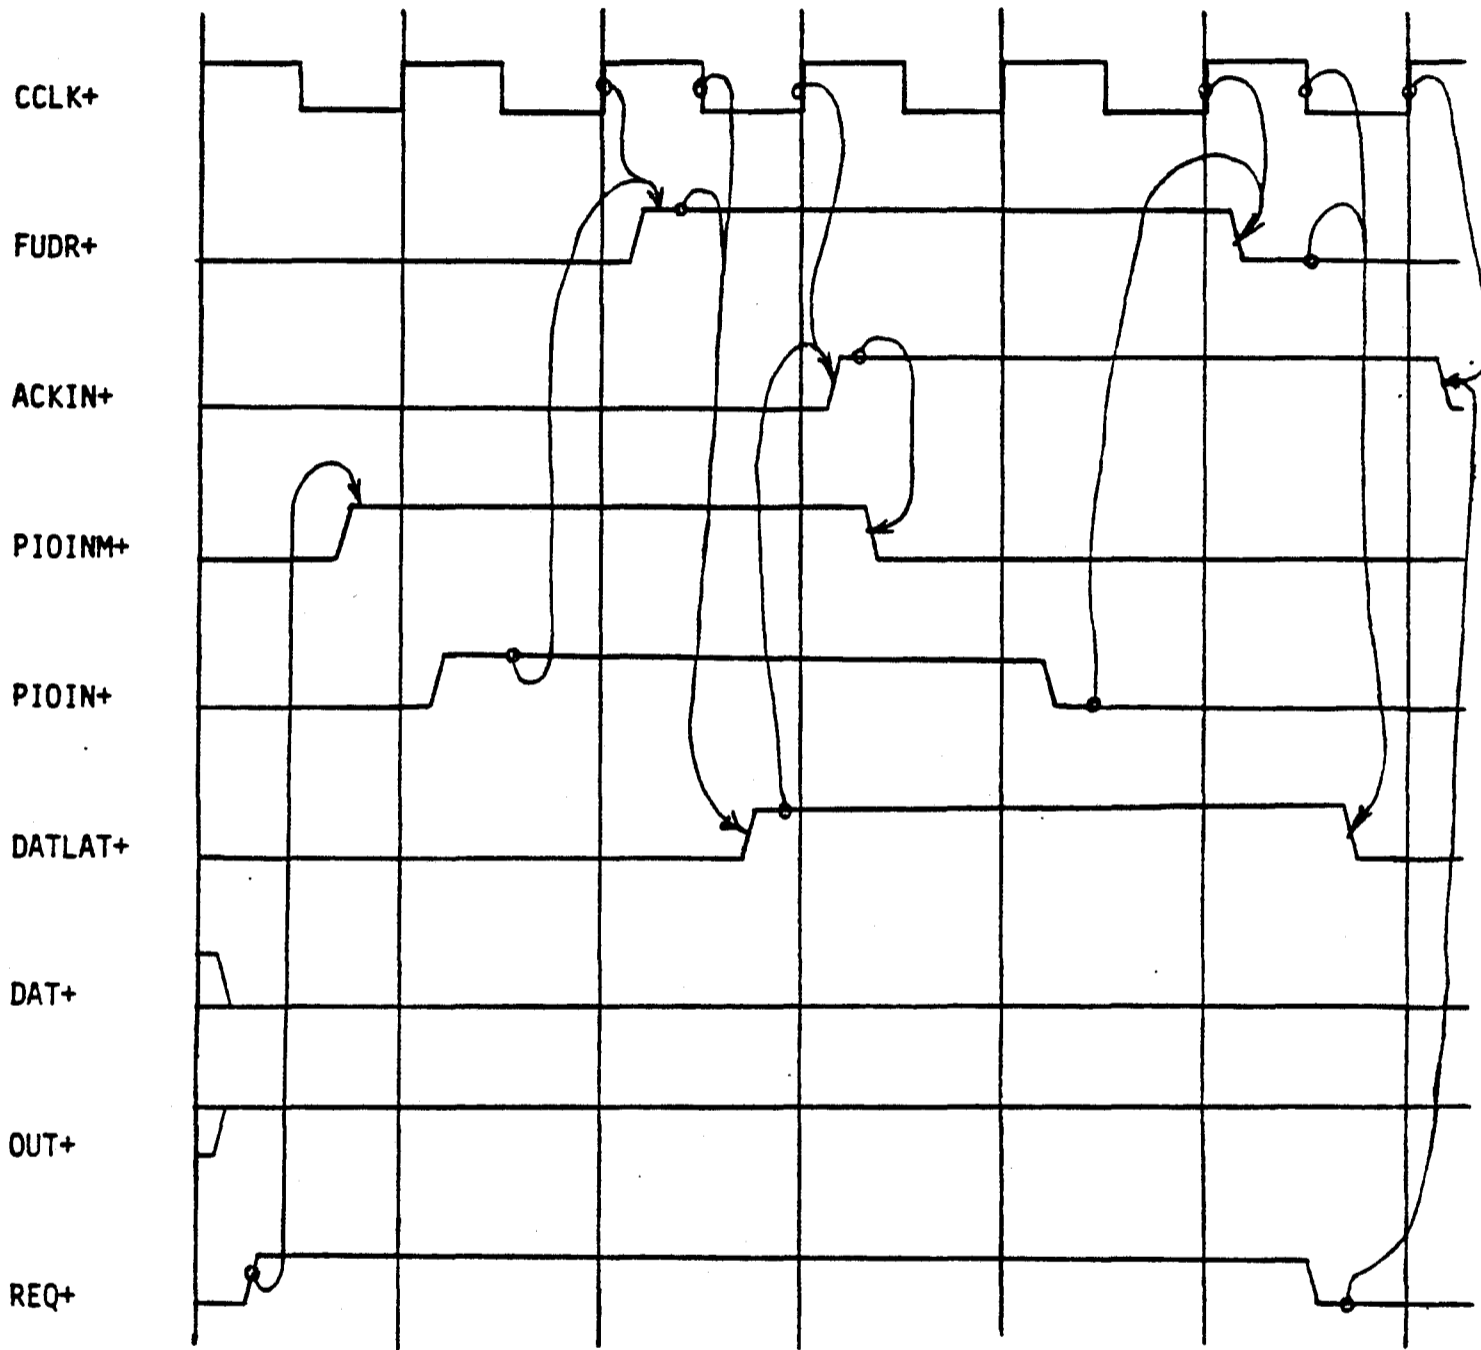 CCLK+
FUDR+
ACKIN+
PIOINM+
PIOIN+
DATLAT+
DAT+
OUT+
REQ+